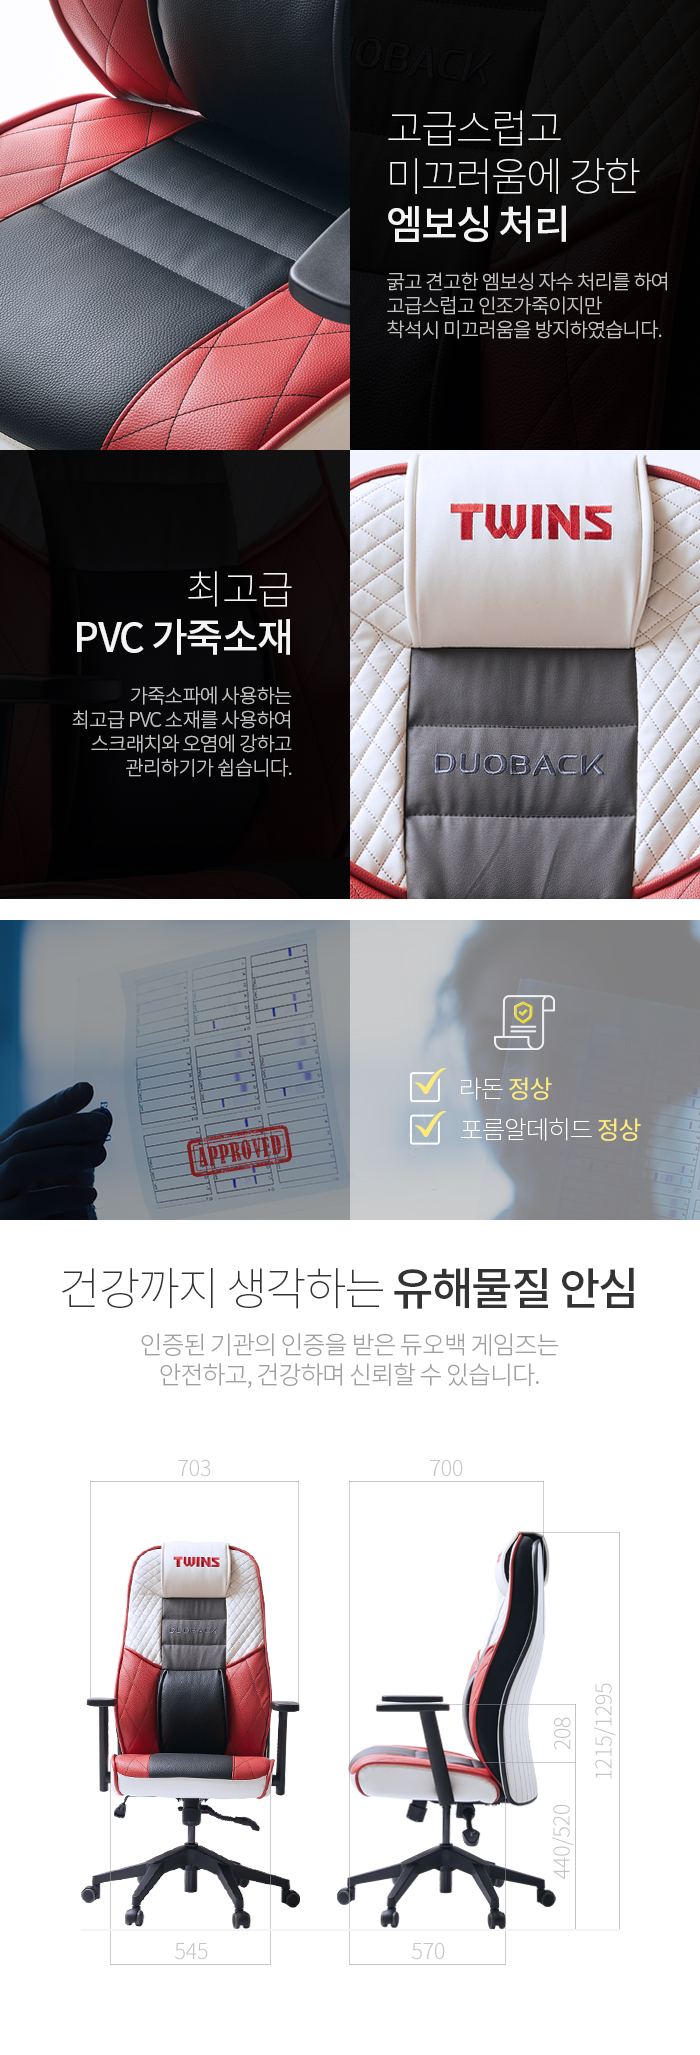 DUOBACK
고급스럽고
미끄러움에 강한
엠보싱 처리
굵고 견고한 엠보싱 자수 처리를 하여
고급스럽고 인조가죽이지만
착석시 미끄러움을 방지하였습니다.
최고급
PVC 가죽소재
가죽소파에 사용하는
최고급 PVC 소재를 사용하여
스크래치와 오염에 강하고
관리하기가 쉽습니다.
TWINS
DUOBACK
APPROVED
라돈 정상
포름알데히드 정상
건강까지 생각하는 유해물질 안심
인증된 기관의 인증을 받은 듀오백 게임즈는
안전하고, 건강하며 신뢰할 수 있습니다.
703
700
TWINS
DUOBACK
208
1215/1295
440/520
545
570